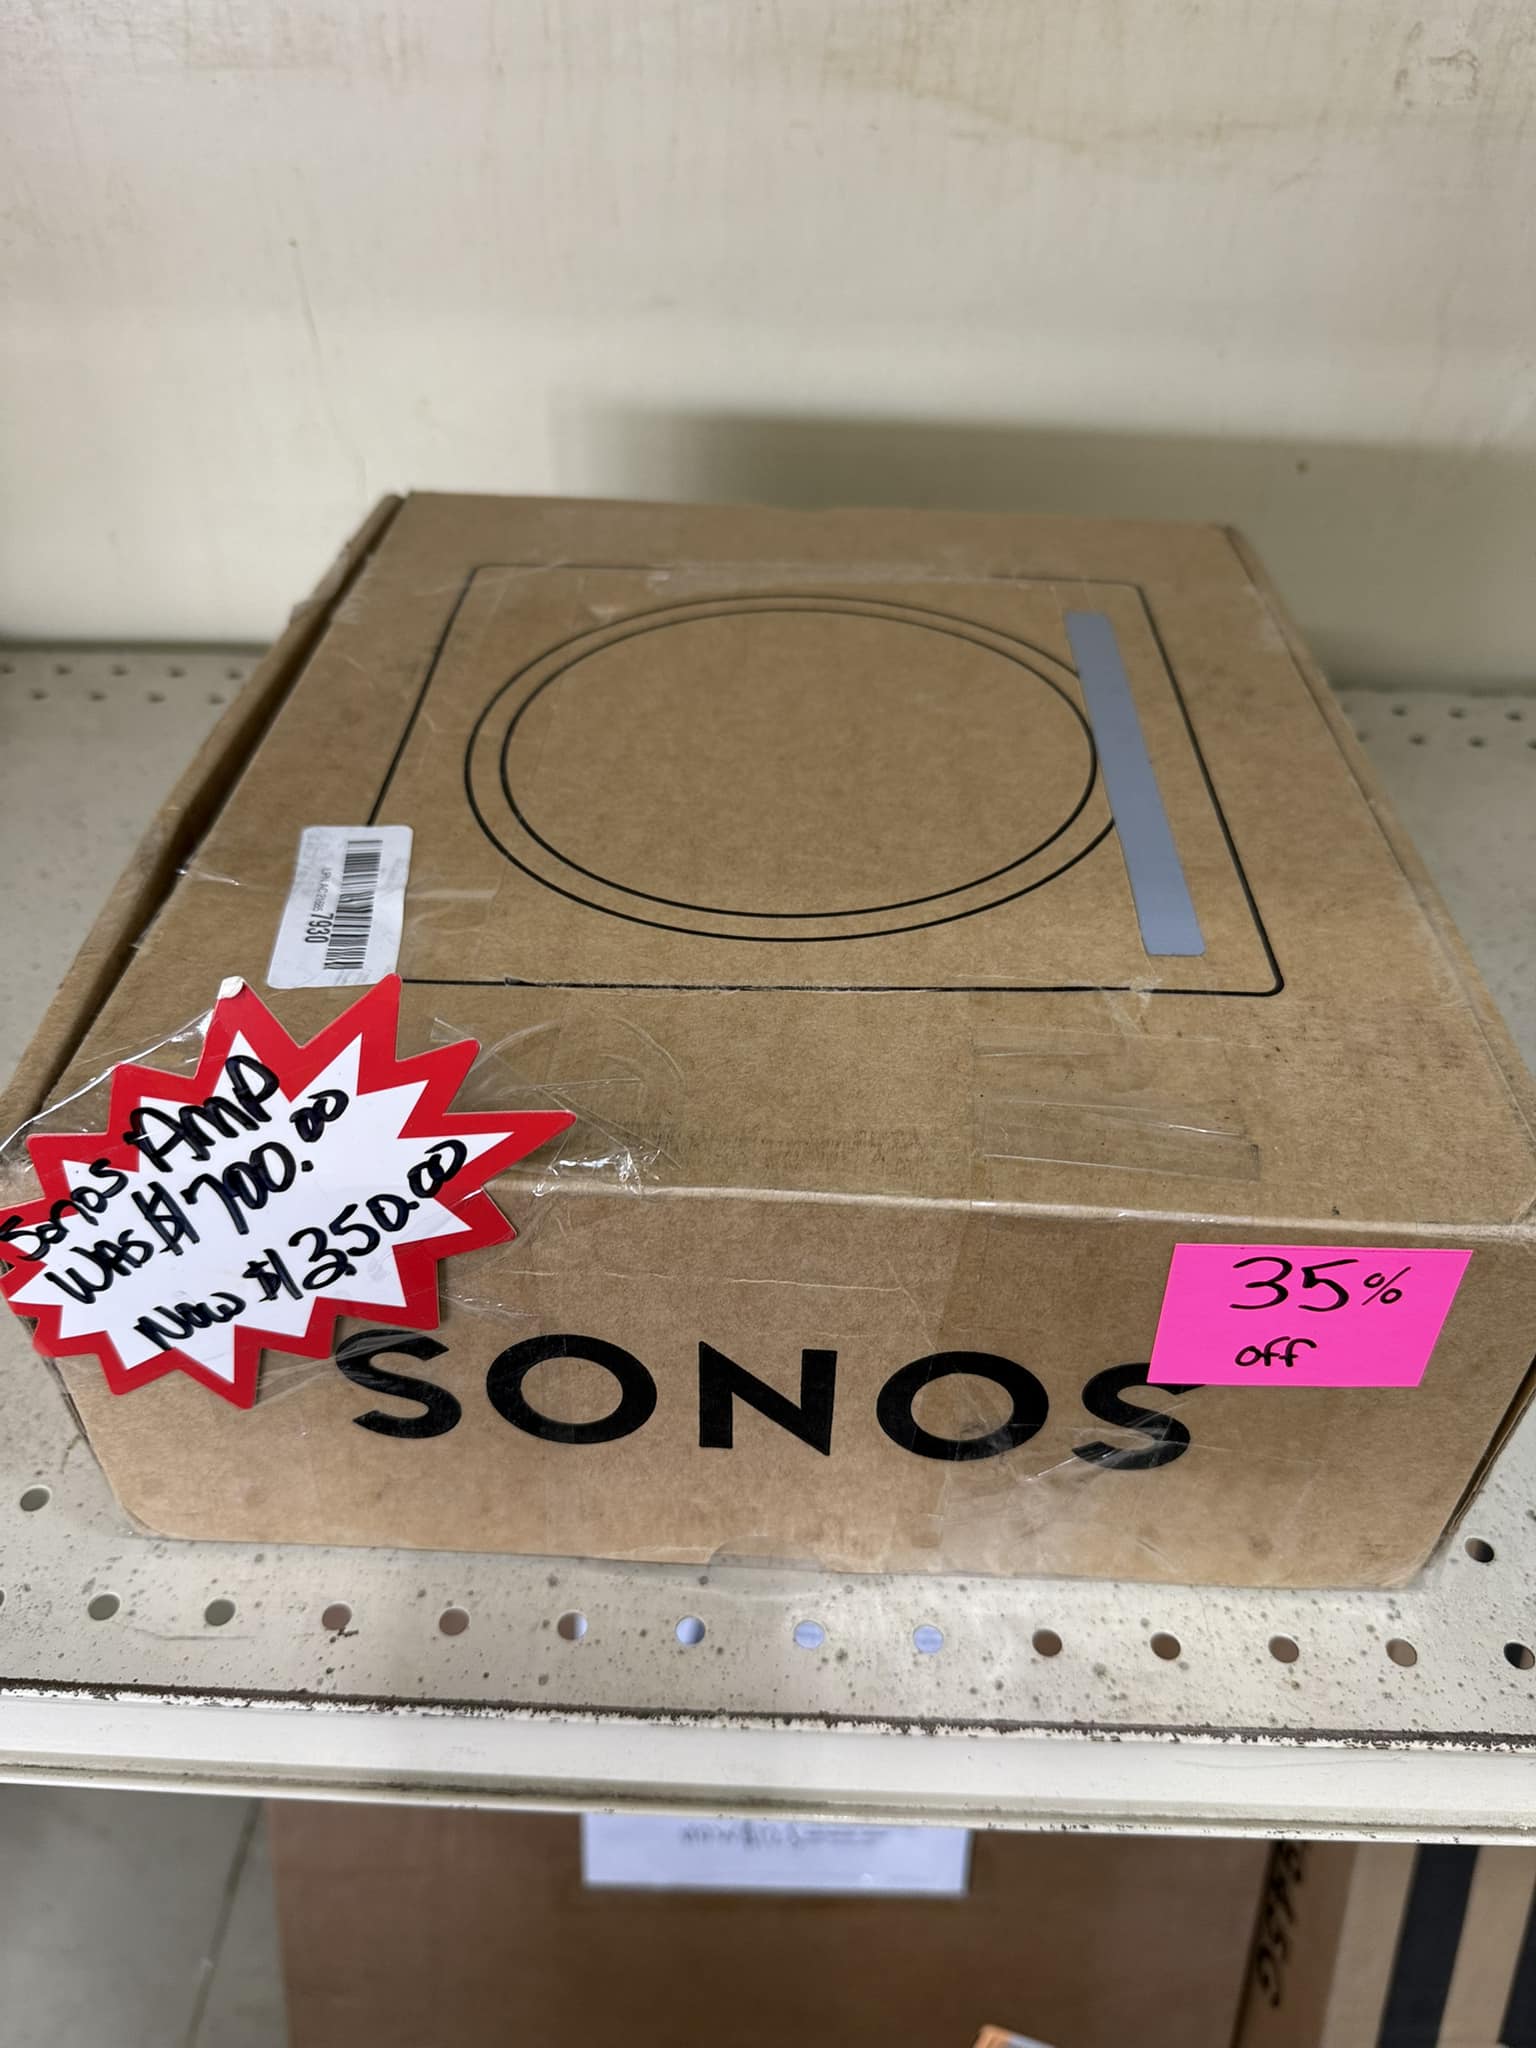 7930
Sonos AMP
WAS $700.00
Now $350.00
35%
off
SONOS